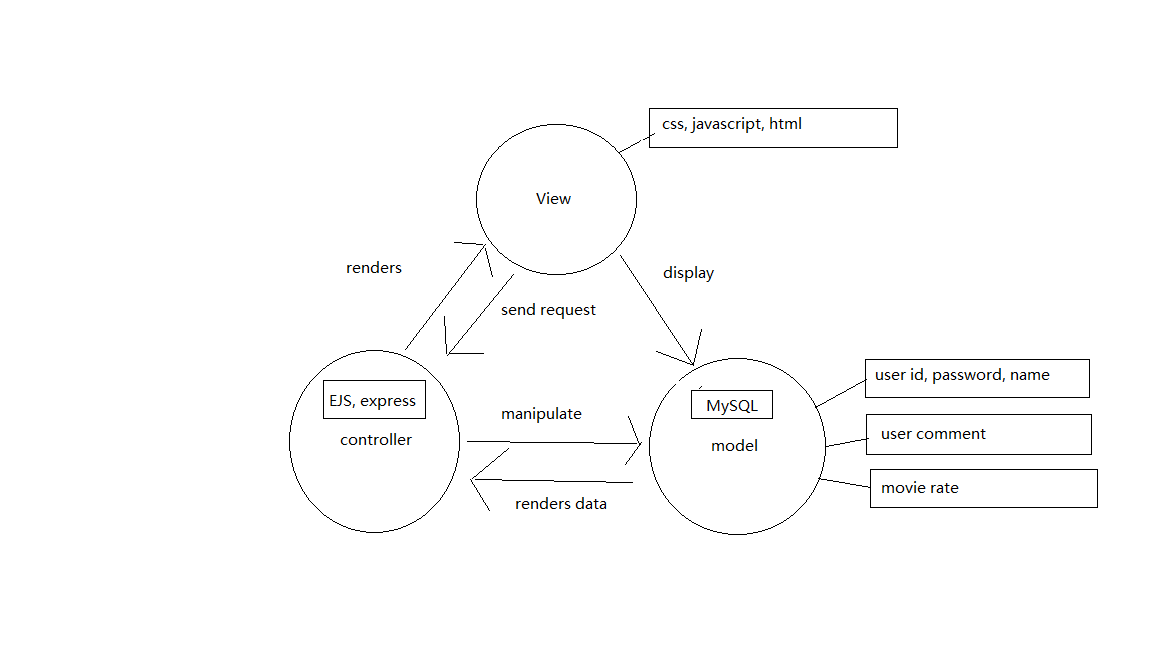 css, javascript, html
View
renders
display
send request
user id, password, name
EJS, express
MySQL
manipulate
user comment
controller
model
movie rate
renders data